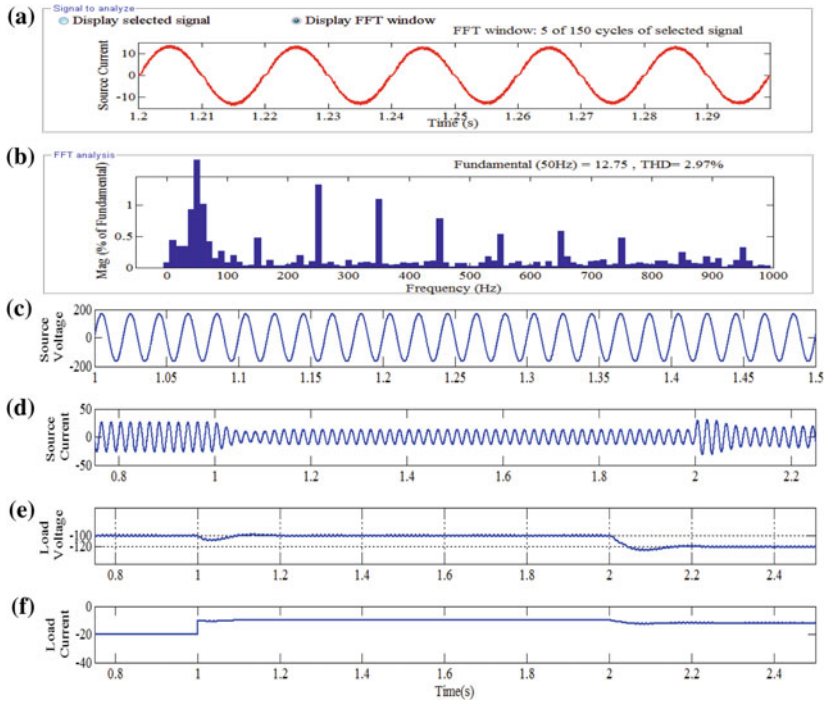 (a)
Signal to analyze
Display selected signal
Display FFT window
FFT window: 5 of 150 cycles of selected signal
Source Current
10
0
-10
1.2 1.21 1.22 1.23 1.24 1.25 1.26 1.27 1.28 1.29
Time (s)
(b)
FFT analysis
Fundamental (50Hz) = 12.75 , THD= 2.97%
Mag (% of Fundamental)
1
0.5
0
0 100 200 300 400 500 600 700 800 900 1000
Frequency (Hz)
(c)
Source
Voltage
200
0
-200
1 1.05 1.1 1.15 1.2 1.25 1.3 1.35 1.4 1.45 1.5
(d)
Source
Current
50
0
-50
0.8 1 1.2 1.4 1.6 1.8 2 2.2
(e)
Load
Voltage
-100
-120
0.8 1 1.2 1.4 1.6 1.8 2 2.2 2.4
(f)
Load
Current
0
-20
-40
0.8 1 1.2 1.4 1.6 1.8 2 2.2 2.4
Time(s)